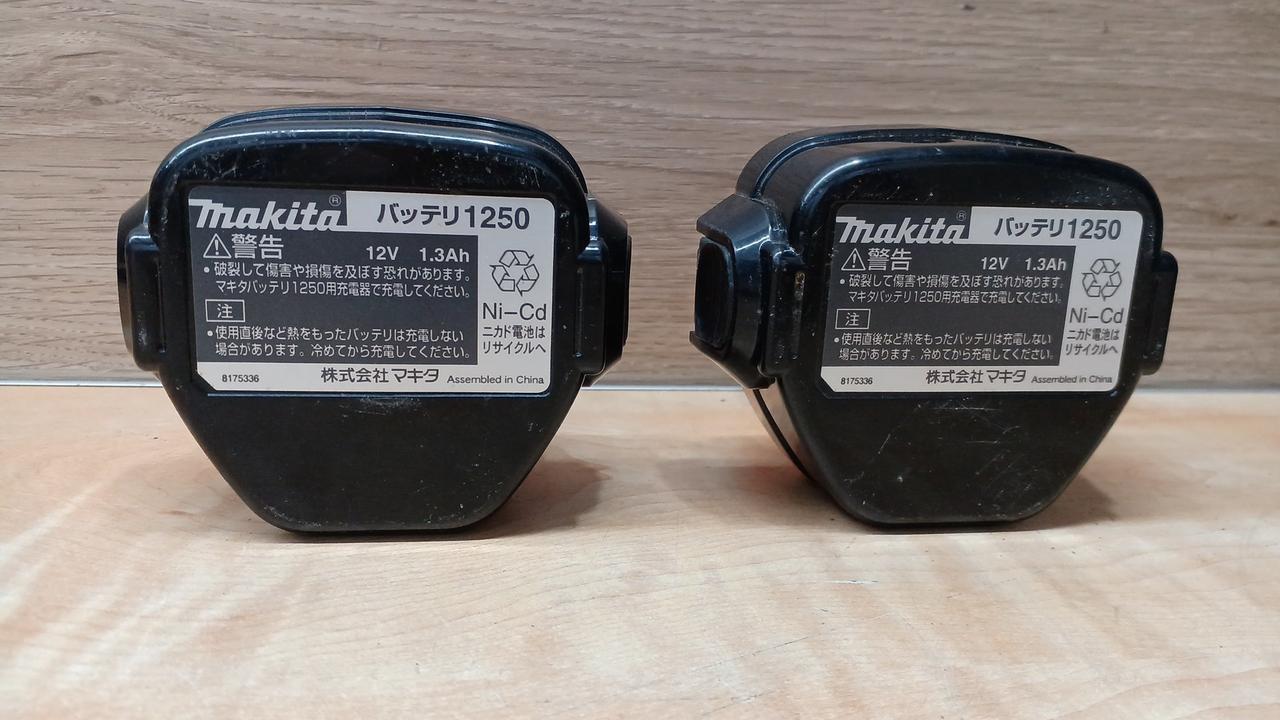 makita® バッテリ1250
⚠警告 12V 1.3Ah
•破裂して傷害や損傷を及ぼす恐れがあります。
マキタバッテリ1250用充電器で充電してください。
注
•使用直後など熱をもったバッテリは充電しない
場合があります。冷めてから充電してください。
Ni-Cd
ニカド電池は
リサイクルへ
8175336 株式会社マキタ Assembled in China
makita® バッテリ1250
⚠警告 12V 1.3Ah
•破裂して傷害や損傷を及ぼす恐れがあります。
マキタバッテリ1250用充電器で充電してください。
注
•使用直後など熱をもったバッテリは充電しない
場合があります。冷めてから充電してください。
Ni-Cd
ニカド電池は
リサイクルへ
8175336 株式会社マキタ Assembled in China